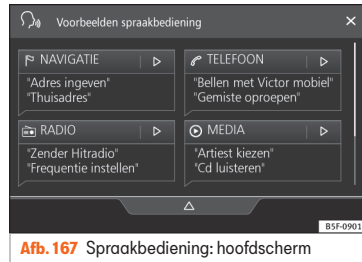 Voorbeelden spraakbediening
NAVIGATIE
"Adres ingeven"
"Thuisadres"
TELEFOON
"Bellen met Victor mobiel"
"Gemiste oproepen"
RADIO
"Zender Hitradio"
"Frequentie instellen"
MEDIA
"Artiest kiezen"
"Cd luisteren"
B5F-0901
Afb. 167 Spraakbediening: hoofdscherm